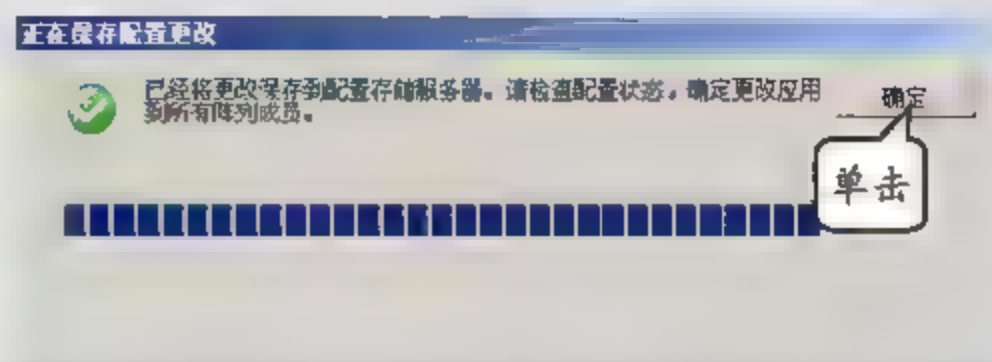 正在保存配置更改
已经将更改保存到配置存储服务器。请检查配置状态，确定更改应用
到所有阵列成员。
确定
单击